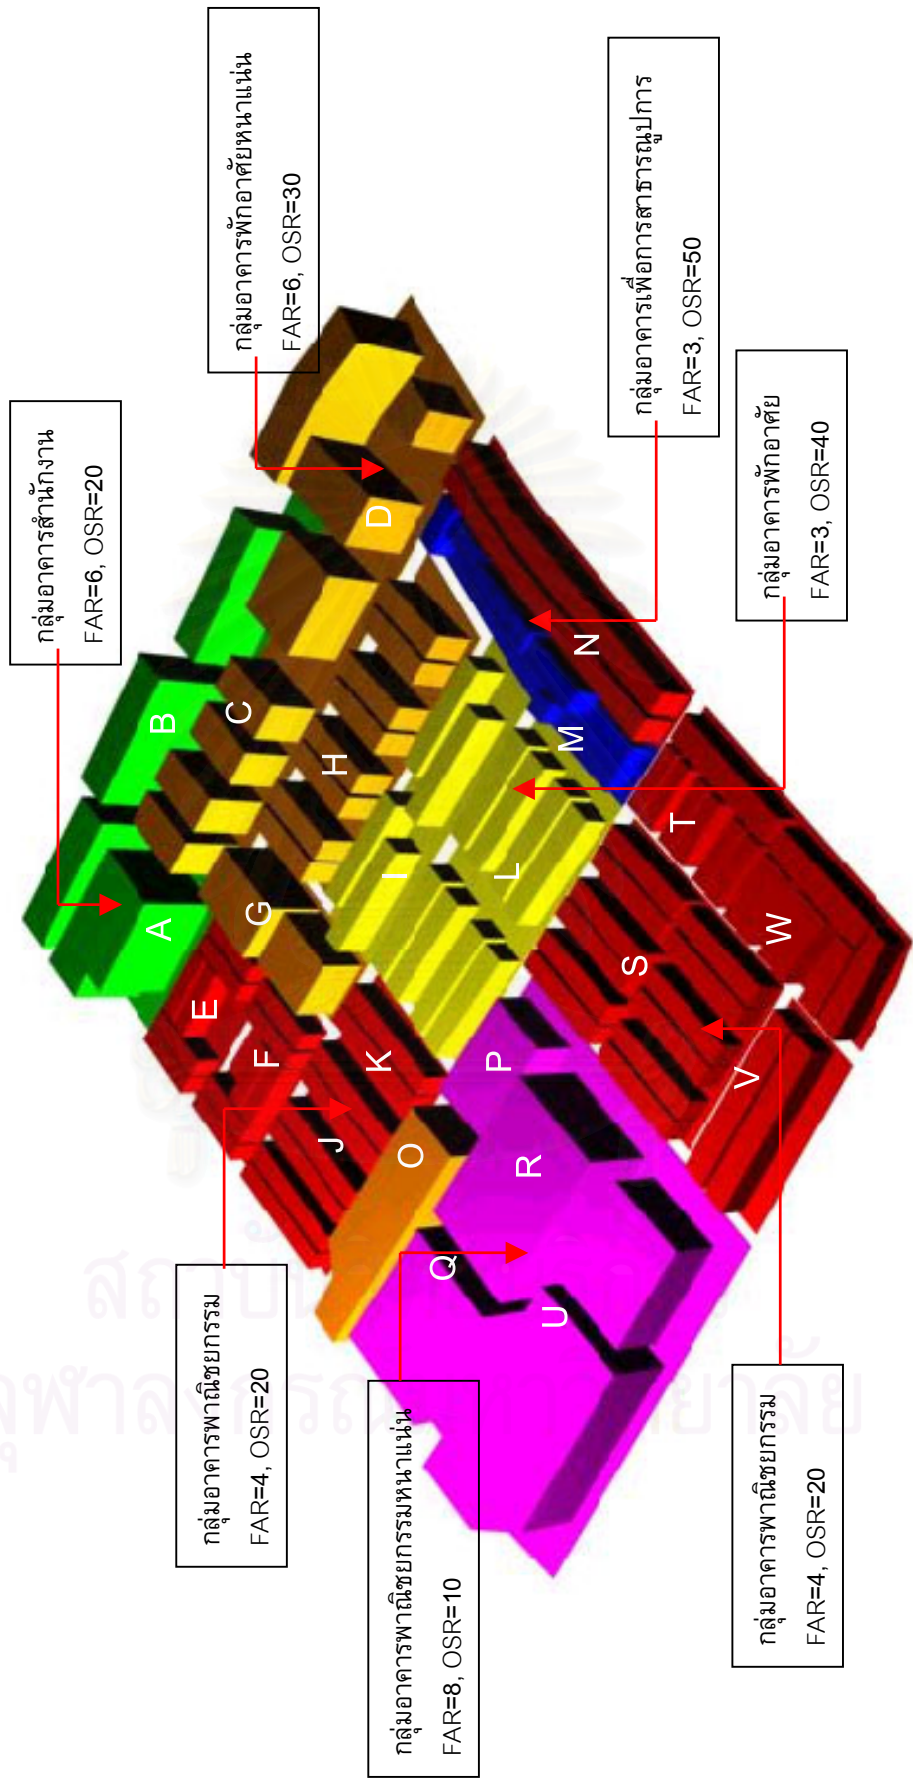 กลุ่มอาคารสำนักงาน
FAR=6, OSR=20
กลุ่มอาคารพาณิชยกรรม
FAR=4, OSR=20
กลุ่มอาคารพักอาศัยหนาแน่น
FAR=6, OSR=30
A
B
E
C
F
G
H
J
K
D
I
O
Q
P
L
R
M
U
N
S
T
V
W
กลุ่มอาคารพาณิชยกรรมหนาแน่น
FAR=8, OSR=10
กลุ่มอาคารเพื่อการสาธารณูปการ
FAR=3, OSR=50
กลุ่มอาคารพาณิชยกรรม
FAR=4, OSR=20
กลุ่มอาคารพักอาศัย
FAR=3, OSR=40